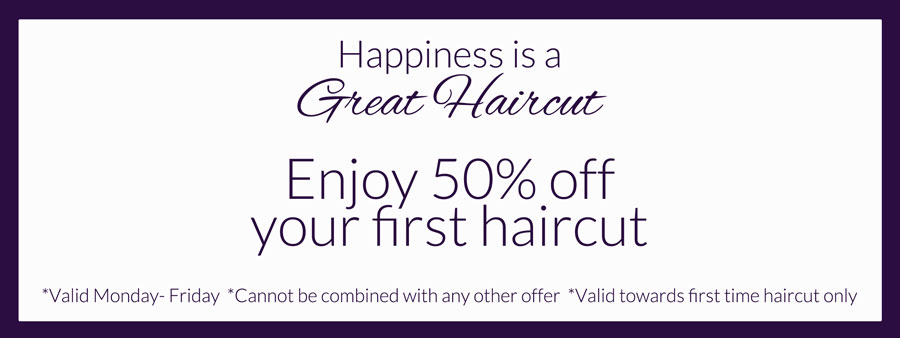 Happiness is a
Great Haircut
Enjoy 50% off
your first haircut
*Valid Monday- Friday *Cannot be combined with any other offer *Valid towards first time haircut only